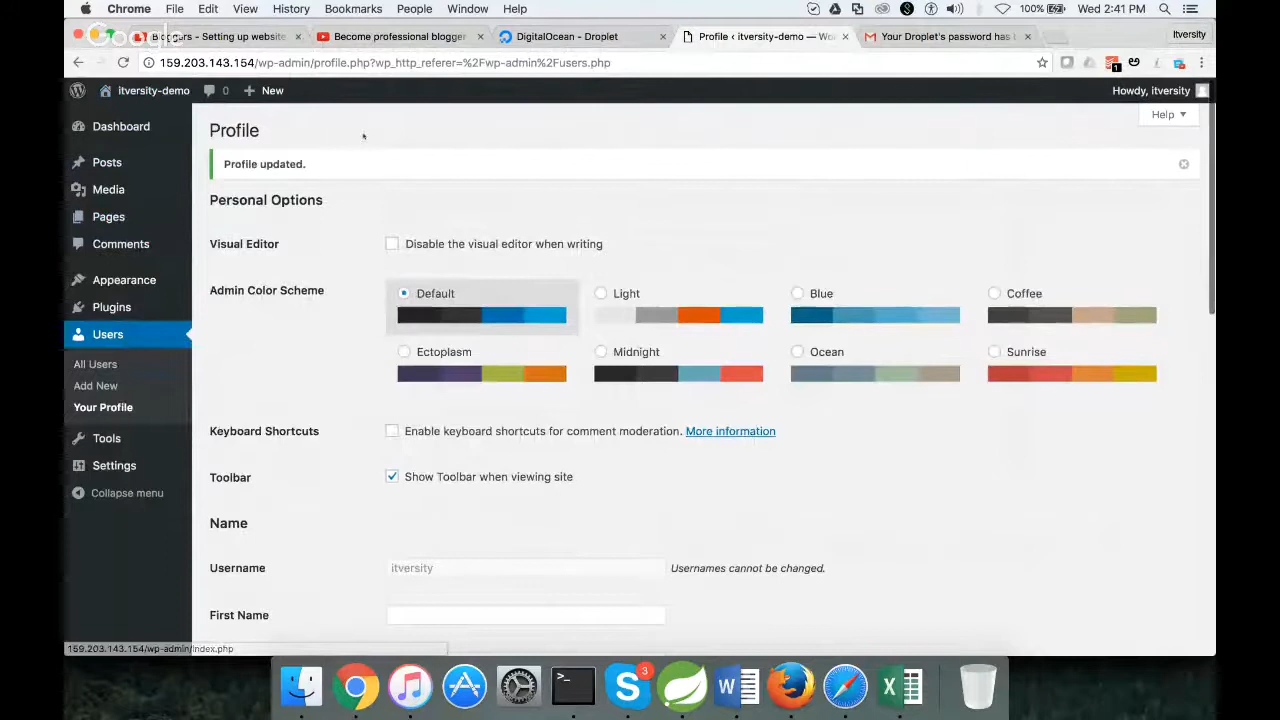 Chrome File Edit View History Bookmarks People Window Help 100% Wed 2:41 PM
Google
Bloggers - Setting up website × Become professional blogger × DigitalOcean - Droplet × Profile ‹ itversity-demo — Wo × Your Droplet's password has b × Itversity
159.203.143.154/wp-admin/profile.php?wp_http_referer=%2Fwp-admin%2Fusers.php 1
itversity-demo 0 + New Howdy, itversity
Help ▼
Dashboard
Posts
Media
Pages
Comments
Appearance
Plugins
Users
All Users
Add New
Your Profile
Tools
Settings
Collapse menu
Profile
Profile updated.
Personal Options
Visual Editor Disable the visual editor when writing
Admin Color Scheme Default Light Blue Coffee
Ectoplasm Midnight Ocean Sunrise
Keyboard Shortcuts Enable keyboard shortcuts for comment moderation. More information
Toolbar Show Toolbar when viewing site
Name
Username itversity Usernames cannot be changed.
First Name
159.203.143.154/wp-admin/index.php
3